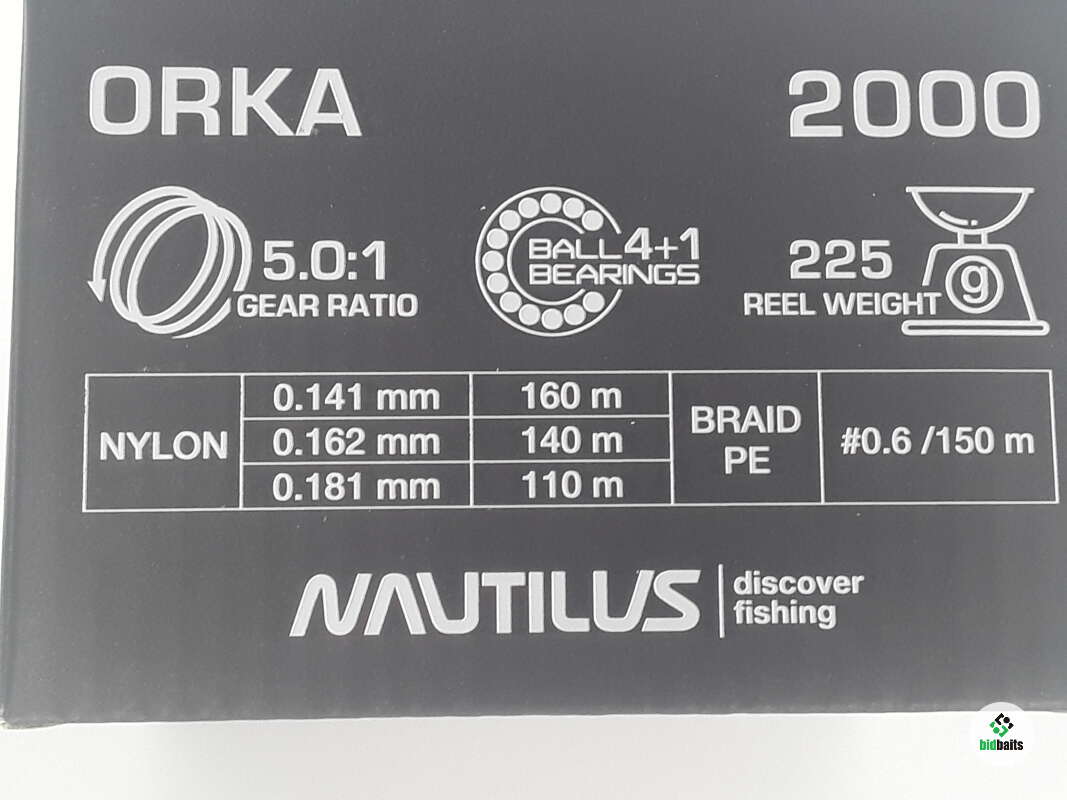 ORKA 2000
5.0:1
GEAR RATIO
BALL 4+1
BEARINGS
225
REEL WEIGHT
g
NYLON
0.141 mm 160 m
0.162 mm 140 m
0.181 mm 110 m
BRAID
PE
#0.6 /150 m
NAUTILUS
discover
fishing
bidbaits